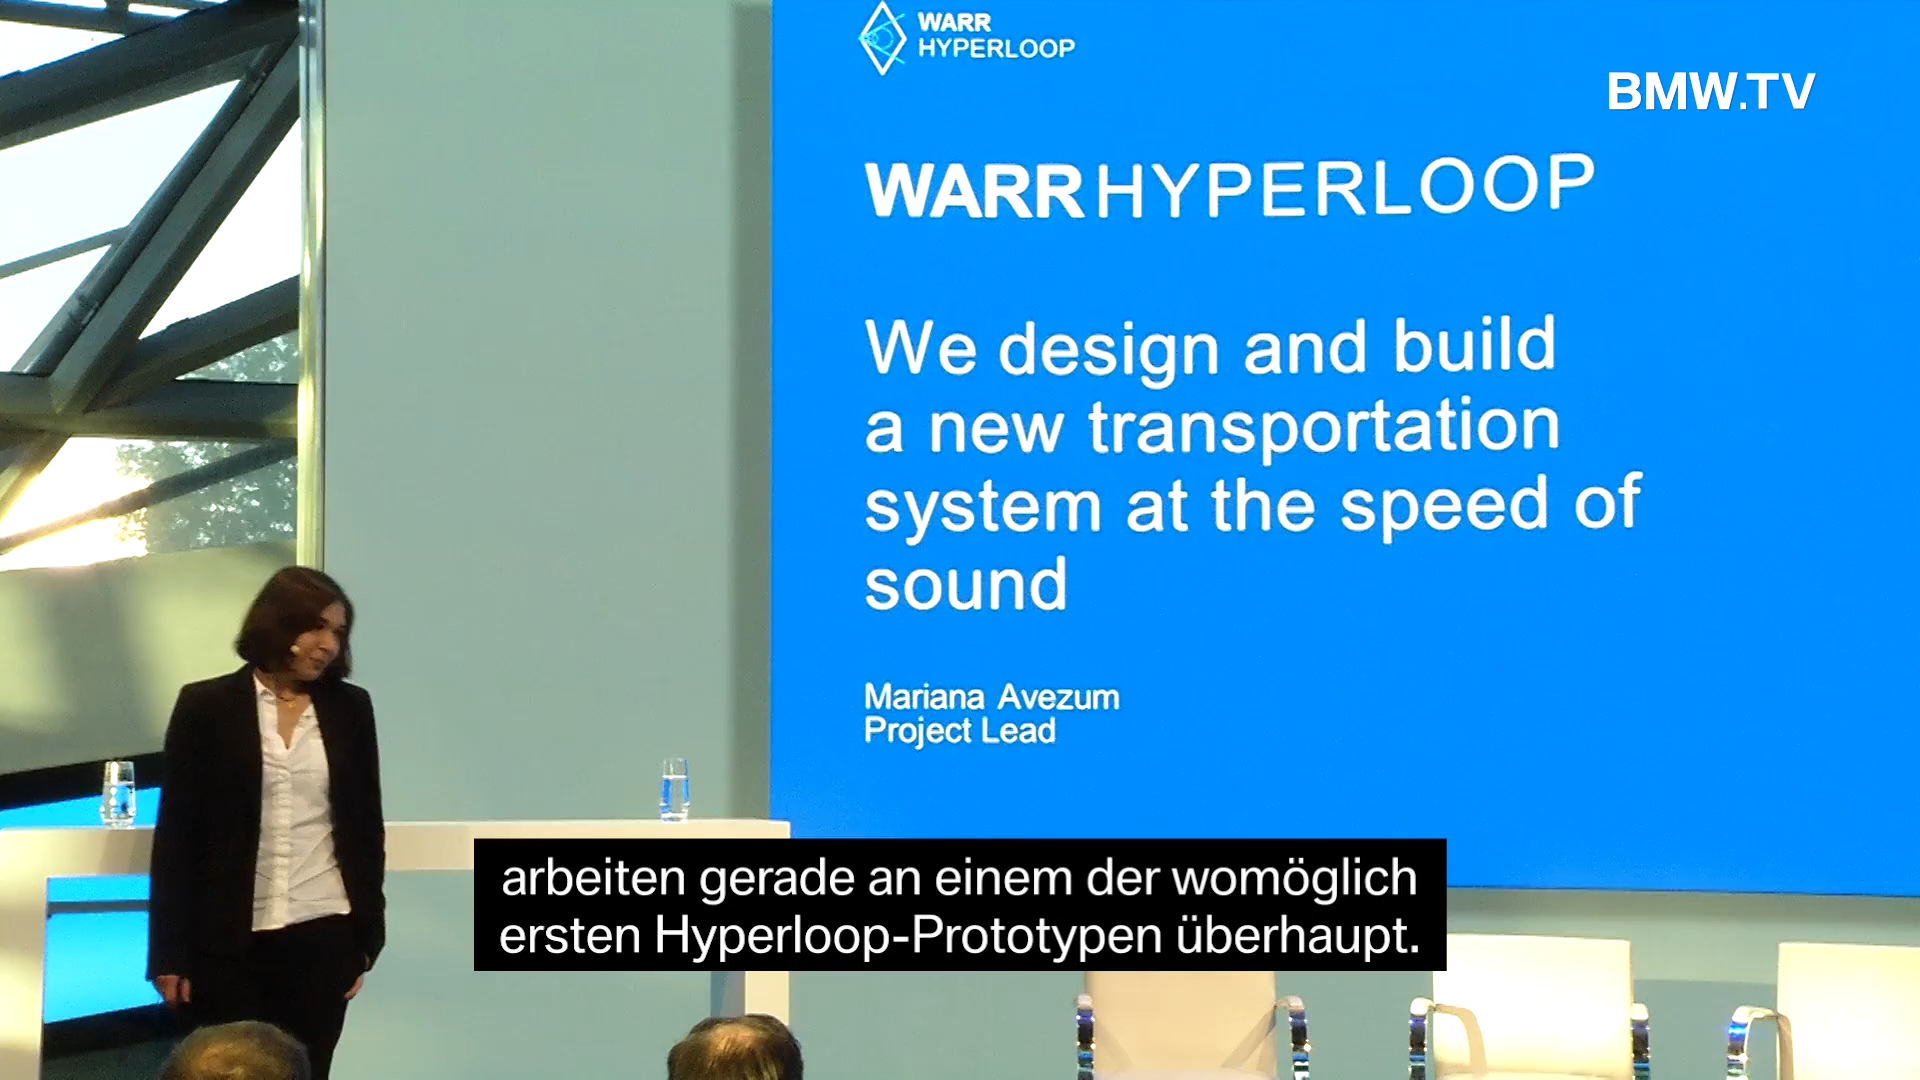 WARR
HYPERLOOP
BMW.TV
WARR HYPERLOOP
We design and build
a new transportation
system at the speed of
sound
Mariana Avezum
Project Lead
arbeiten gerade an einem der womöglich
ersten Hyperloop-Prototypen überhaupt.